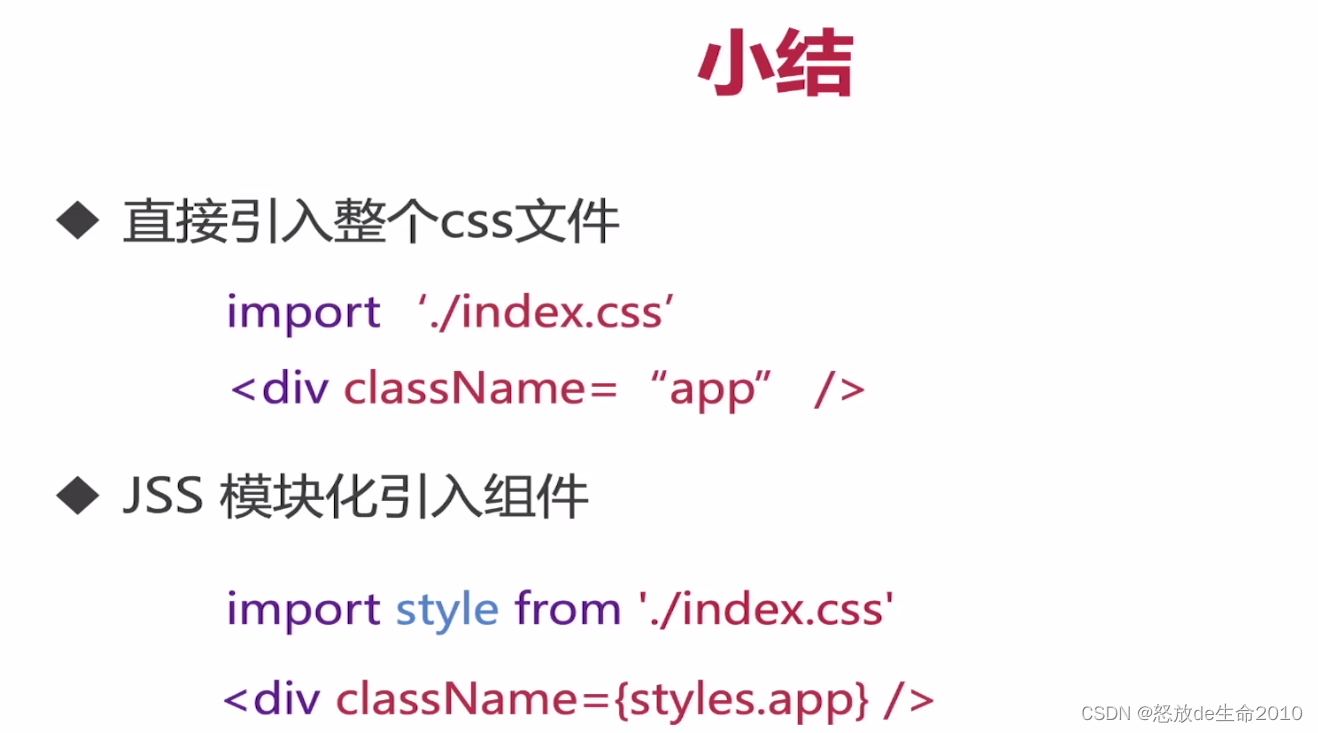 小结
◆ 直接引入整个css文件
import ‘./index.css’
<div className= “app” />
◆ JSS 模块化引入组件
import style from './index.css'
<div className={styles.app} />
CSDN @怒放de生命2010